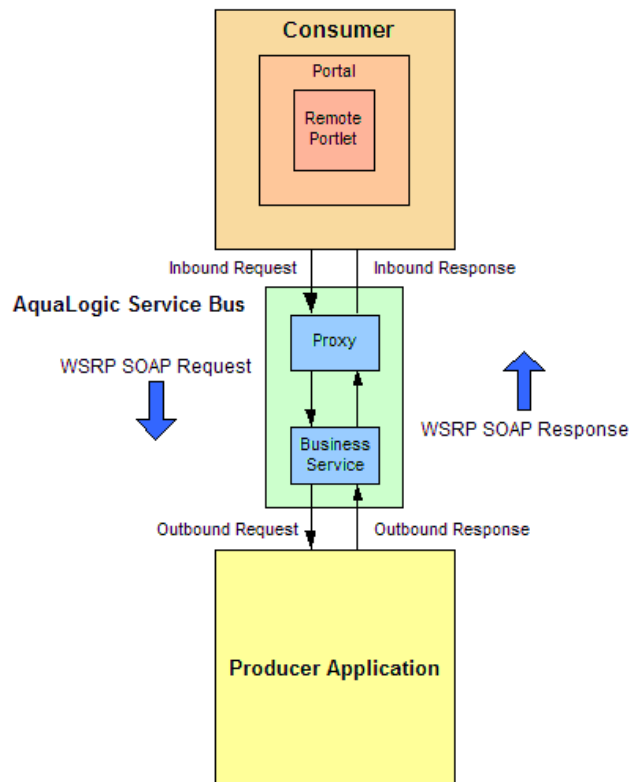 Consumer
Portal
Remote
Portlet
Inbound Request
Inbound Response
AquaLogic Service Bus
Proxy
WSRP SOAP Request
WSRP SOAP Response
Business
Service
Outbound Request
Outbound Response
Producer Application